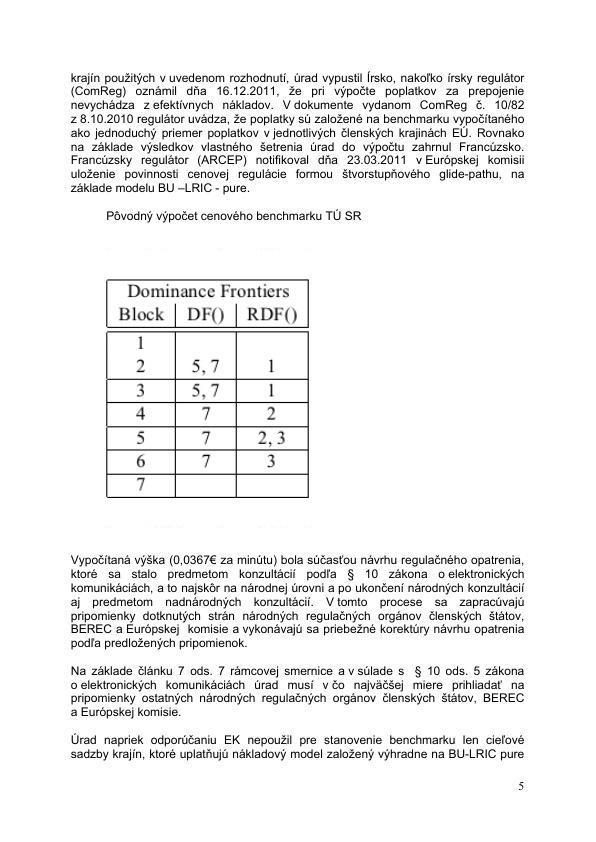 krajín použitých v uvedenom rozhodnutí, úrad vypustil Írsko, nakoľko írsky regulátor
(ComReg) oznámil dňa 16.12.2011, že pri výpočte poplatkov za prepojenie
nevychádza z efektívnych nákladov. V dokumente vydanom ComReg č. 10/82
z 8.10.2010 regulátor uvádza, že poplatky sú založené na benchmarku vypočítaného
ako jednoduchý priemer poplatkov v jednotlivých členských krajinách EÚ. Rovnako
na základe výsledkov vlastného šetrenia úrad do výpočtu zahrnul Francúzsko.
Francúzsky regulátor (ARCEP) notifikoval dňa 23.03.2011 v Európskej komisii
uloženie povinnosti cenovej regulácie formou štvorstupňového glide-pathu, na
základe modelu BU –LRIC - pure.
Pôvodný výpočet cenového benchmarku TÚ SR
Dominance Frontiers
Block DF() RDF()
1
2 5, 7 1
3 5, 7 1
4 7 2
5 7 2, 3
6 7 3
7
Vypočítaná výška (0,0367€ za minútu) bola súčasťou návrhu regulačného opatrenia,
ktoré sa stalo predmetom konzultácií podľa § 10 zákona o elektronických
komunikáciách, a to najskôr na národnej úrovni a po ukončení národných konzultácií
aj predmetom nadnárodných konzultácií. V tomto procese sa zapracúvajú
pripomienky dotknutých strán národných regulačných orgánov členských štátov,
BEREC a Európskej komisie a vykonávajú sa priebežné korektúry návrhu opatrenia
podľa predložených pripomienok.
Na základe článku 7 ods. 7 rámcovej smernice a v súlade s § 10 ods. 5 zákona
o elektronických komunikáciách úrad musí v čo najväčšej miere prihliadať na
pripomienky ostatných národných regulačných orgánov členských štátov, BEREC
a Európskej komisie.
Úrad napriek odporúčaniu EK nepoužil pre stanovenie benchmarku len cieľové
sadzby krajín, ktoré uplatňujú nákladový model založený výhradne na BU-LRIC pure
5